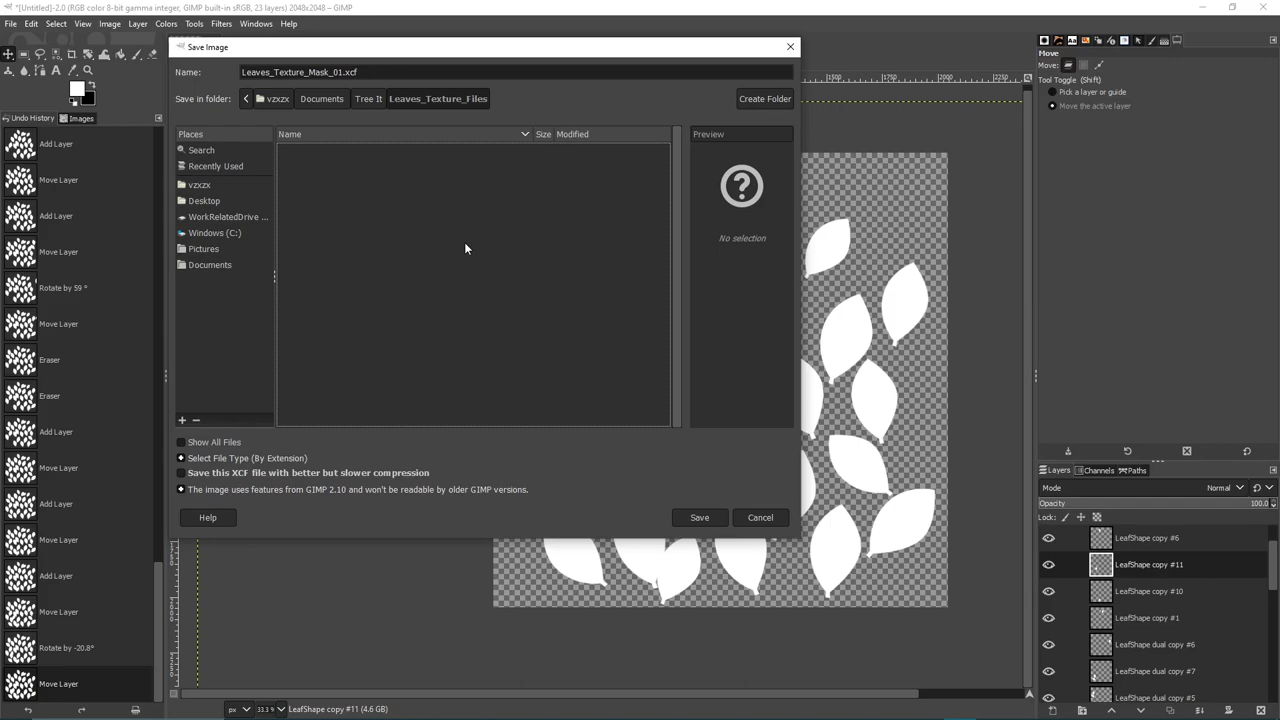 *[Untitled]-2.0 (RGB color 8-bit gamma integer, GIMP built-in sRGB, 23 layers) 2048x2048 – GIMP
File Edit Select View Image Layer Colors Tools Filters Windows Help
Save Image
Name: Leaves_Texture_Mask_01.xcf
Save in folder: vzxzx Documents Tree It Leaves_Texture_Files Create Folder
Places
Search
Recently Used
vzxzx
Desktop
WorkRelatedDrive ...
Windows (C:)
Pictures
Documents
Name Size Modified
Preview
No selection
Show All Files
Select File Type (By Extension)
Save this XCF file with better but slower compression
The image uses features from GIMP 2.10 and won't be readable by older GIMP versions.
Help Save Cancel
Undo History Images
Add Layer
Move Layer
Add Layer
Move Layer
Rotate by 59 °
Move Layer
Eraser
Eraser
Add Layer
Move Layer
Add Layer
Move Layer
Add Layer
Move Layer
Rotate by -20.8°
Move Layer
1500 1750 2000 2250
px 33.3 % LeafShape copy #11 (4.6 GB)
Move
Move:
Tool Toggle (Shift)
Pick a layer or guide
Move the active layer
Layers Channels Paths
Mode Normal
Opacity 100.0
Lock:
LeafShape copy #6
LeafShape copy #11
LeafShape copy #10
LeafShape copy #1
LeafShape dual copy #6
LeafShape dual copy #7
LeafShape dual copy #5